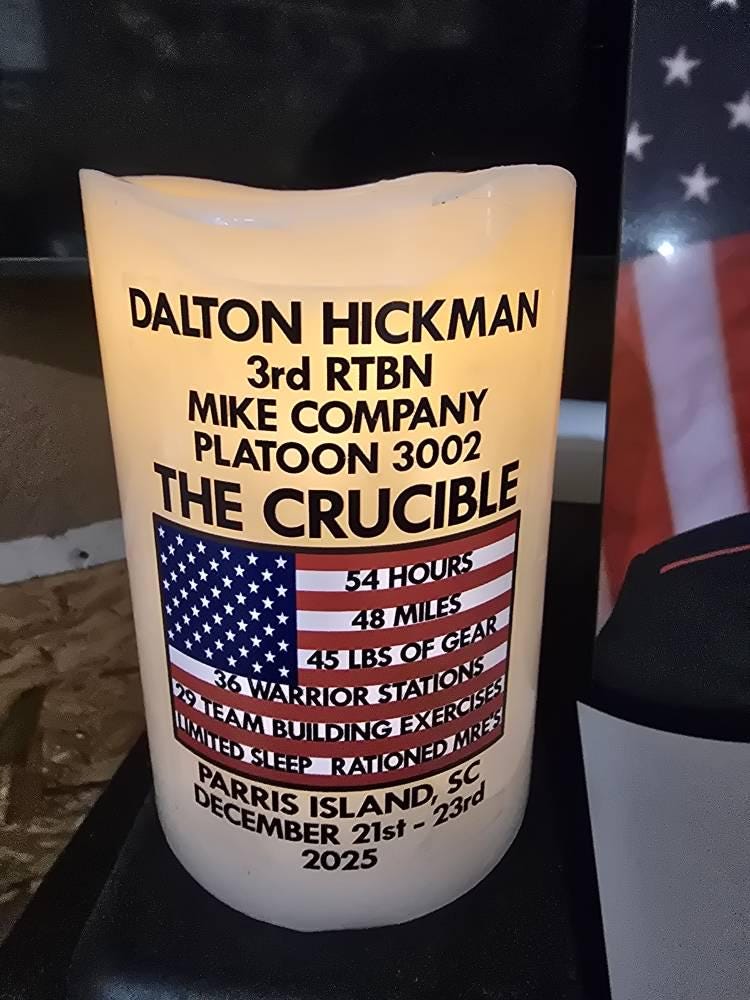 DALTON HICKMAN
3rd RTBN
MIKE COMPANY
PLATOON 3002
THE CRUCIBLE
54 HOURS
48 MILES
45 LBS OF GEAR
36 WARRIOR STATIONS
29 TEAM BUILDING EXERCISES
LIMITED SLEEP RATIONED MRE'S
PARRIS ISLAND, SC
DECEMBER 21st - 23rd
2025